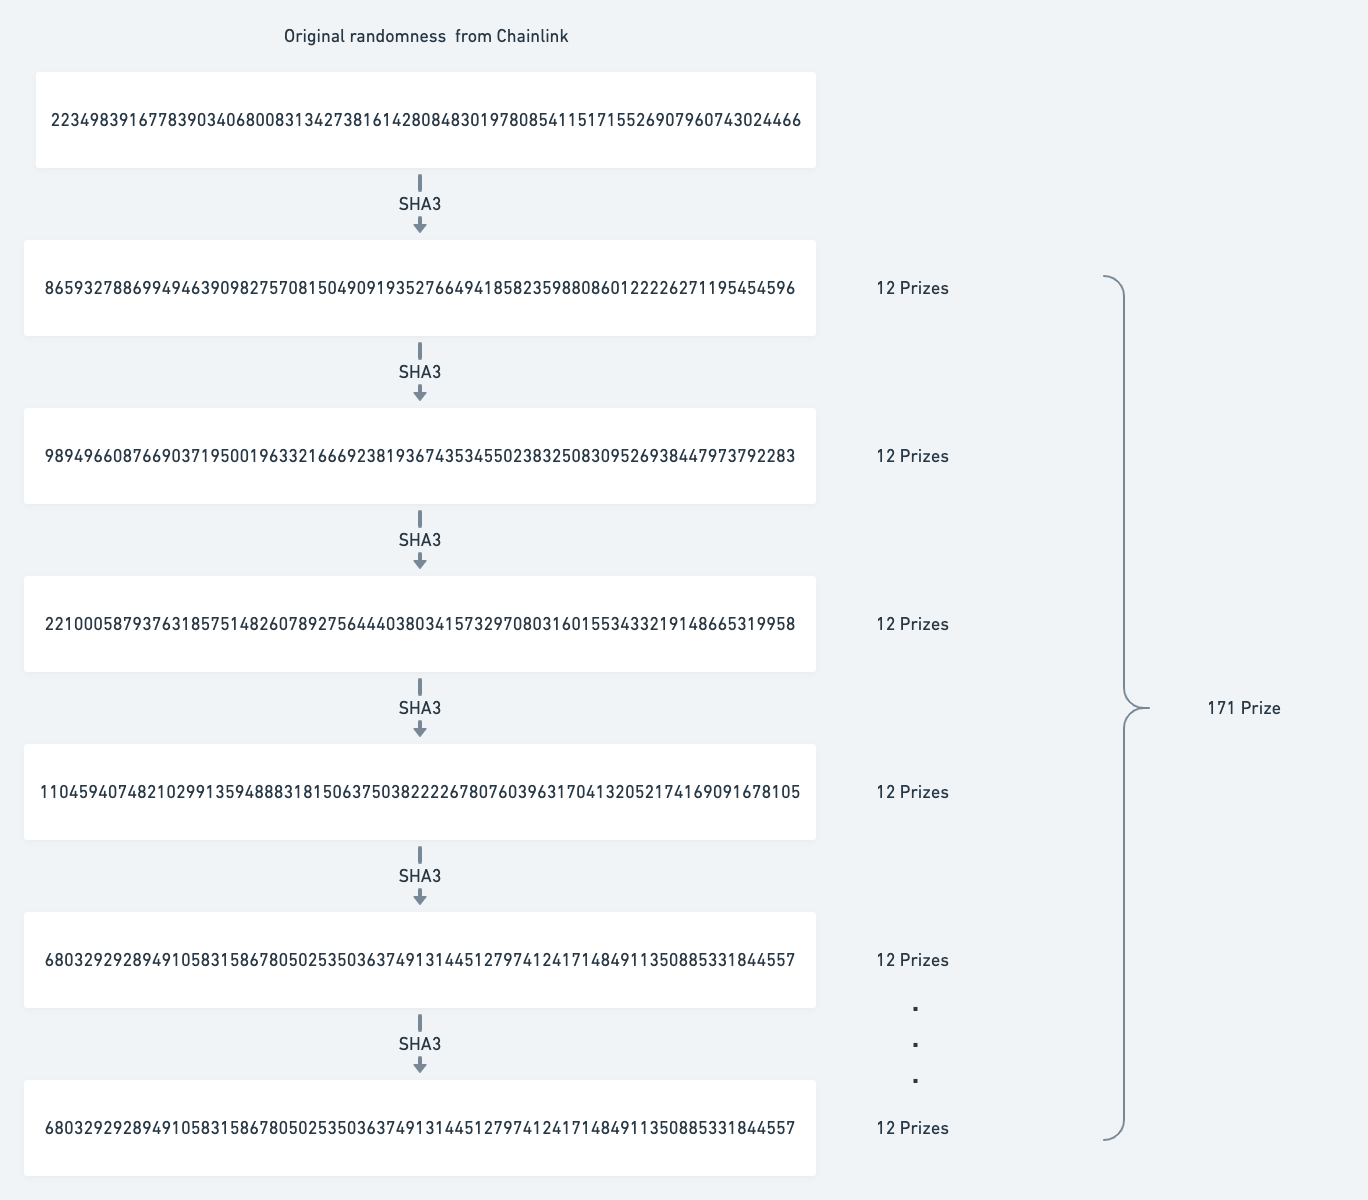 Original randomness from Chainlink
22349839167783903406800831342738161428084830197808541151715526907960743024466
SHA3
86593278869949463909827570815049091935276649418582359880860122226271195454596
12 Prizes
SHA3
98949660876690371950019633216669238193674353455023832508309526938447973792283
12 Prizes
SHA3
22100058793763185751482607892756444038034157329708031601553433219148665319958
12 Prizes
171 Prize
SHA3
110459407482102991359488831815063750382222678076039631704132052174169091678105
12 Prizes
SHA3
68032929289491058315867805025350363749131445127974124171484911350885331844557
12 Prizes
.
SHA3
.
.
68032929289491058315867805025350363749131445127974124171484911350885331844557
12 Prizes